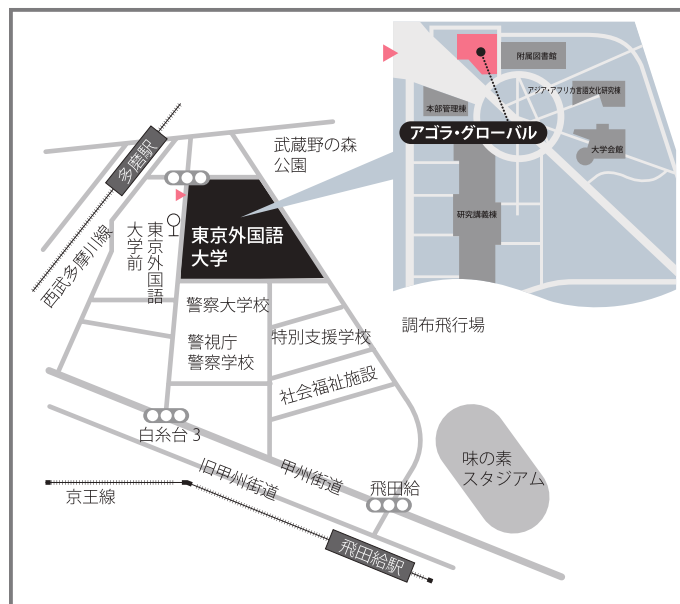 附属図書館
アジア・アフリカ言語文化研究棟
本部管理棟
アゴラ・グローバル
大学会館
研究講義棟
武蔵野の森
公園
多磨駅
西武多摩川線
東京外国語
大学前
東京外国語
大学
警察大学校
警視庁
警察学校
特別支援学校
社会福祉施設
調布飛行場
白糸台 3
旧甲州街道
甲州街道
飛田給
味の素
スタジアム
京王線
飛田給駅